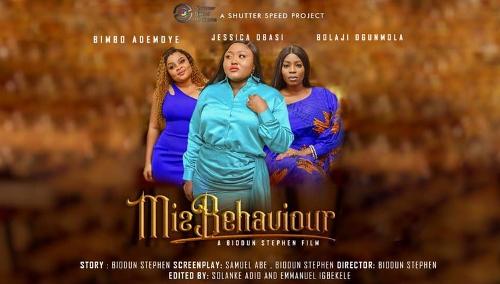 A SHUTTER SPEED PROJECT
BIMBO ADEMOYE JESSICA OBASI BOLAJI OGUNMOLA
MisBehaviour
A BIODUN STEPHEN FILM
STORY : BIODUN STEPHEN SCREENPLAY: SAMUEL ABE , BIODUN STEPHEN DIRECTOR: BIODUN STEPHEN
EDITED BY: SOLANKE ADIO AND EMMANUEL IGBEKELE